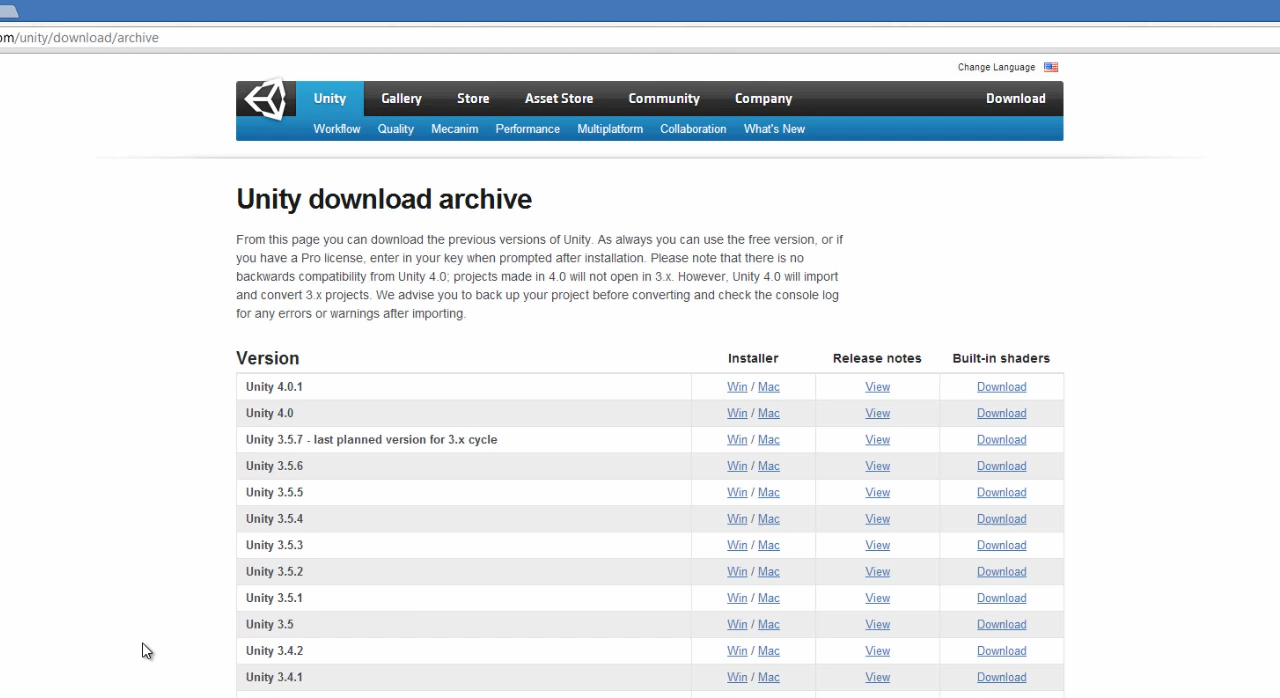 om/unity/download/archive
Change Language
Unity Gallery Store Asset Store Community Company Download
Workflow Quality Mecanim Performance Multiplatform Collaboration What's New
Unity download archive
From this page you can download the previous versions of Unity. As always you can use the free version, or if
you have a Pro license, enter in your key when prompted after installation. Please note that there is no
backwards compatibility from Unity 4.0; projects made in 4.0 will not open in 3.x. However, Unity 4.0 will import
and convert 3.x projects. We advise you to back up your project before converting and check the console log
for any errors or warnings after importing.
Version Installer Release notes Built-in shaders
Unity 4.0.1 Win / Mac View Download
Unity 4.0 Win / Mac View Download
Unity 3.5.7 - last planned version for 3.x cycle Win / Mac View Download
Unity 3.5.6 Win / Mac View Download
Unity 3.5.5 Win / Mac View Download
Unity 3.5.4 Win / Mac View Download
Unity 3.5.3 Win / Mac View Download
Unity 3.5.2 Win / Mac View Download
Unity 3.5.1 Win / Mac View Download
Unity 3.5 Win / Mac View Download
Unity 3.4.2 Win / Mac View Download
Unity 3.4.1 Win / Mac View Download